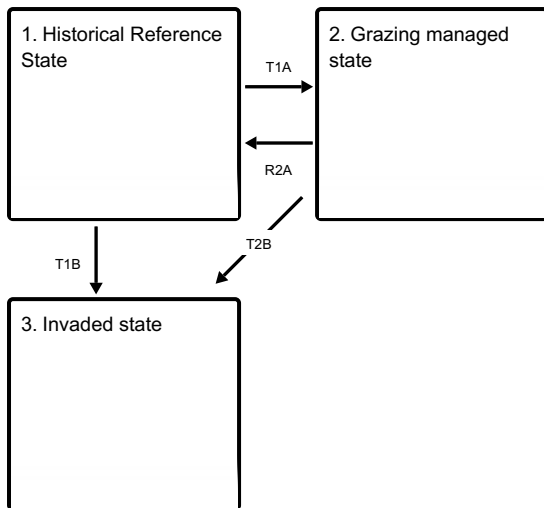 1. Historical Reference
State
2. Grazing managed
state
T1A
R2A
T1B
T2B
3. Invaded state